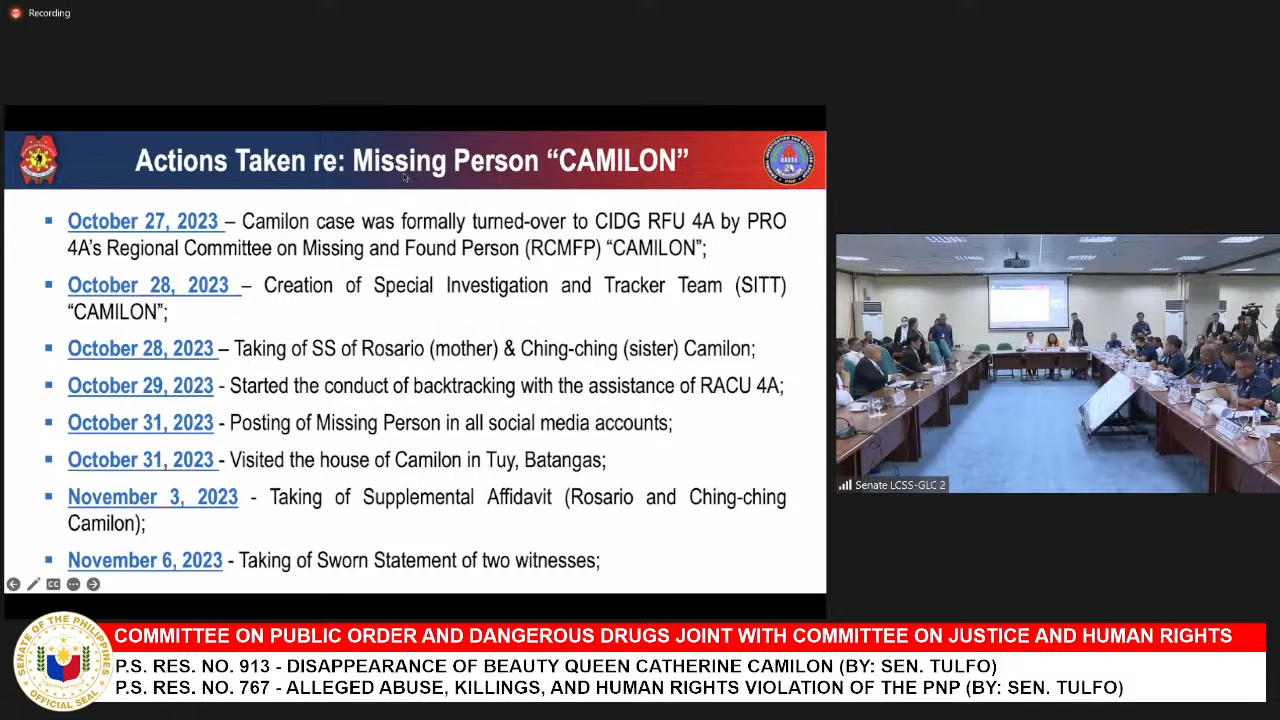 Recording
Actions Taken re: Missing Person “CAMILON”
▪ October 27, 2023 – Camilon case was formally turned-over to CIDG RFU 4A by PRO
4A’s Regional Committee on Missing and Found Person (RCMFP) “CAMILON”;
▪ October 28, 2023 – Creation of Special Investigation and Tracker Team (SITT)
“CAMILON”;
▪ October 28, 2023 – Taking of SS of Rosario (mother) & Ching-ching (sister) Camilon;
▪ October 29, 2023 - Started the conduct of backtracking with the assistance of RACU 4A;
▪ October 31, 2023 - Posting of Missing Person in all social media accounts;
▪ October 31, 2023 - Visited the house of Camilon in Tuy, Batangas;
▪ November 3, 2023 - Taking of Supplemental Affidavit (Rosario and Ching-ching
Camilon);
▪ November 6, 2023 - Taking of Sworn Statement of two witnesses;
Senate LCSS-GLC 2
SENATE OF THE PHILIPPINES
OFFICIAL SEAL
COMMITTEE ON PUBLIC ORDER AND DANGEROUS DRUGS JOINT WITH COMMITTEE ON JUSTICE AND HUMAN RIGHTS
P.S. RES. NO. 913 - DISAPPEARANCE OF BEAUTY QUEEN CATHERINE CAMILON (BY: SEN. TULFO)
P.S. RES. NO. 767 - ALLEGED ABUSE, KILLINGS, AND HUMAN RIGHTS VIOLATION OF THE PNP (BY: SEN. TULFO)